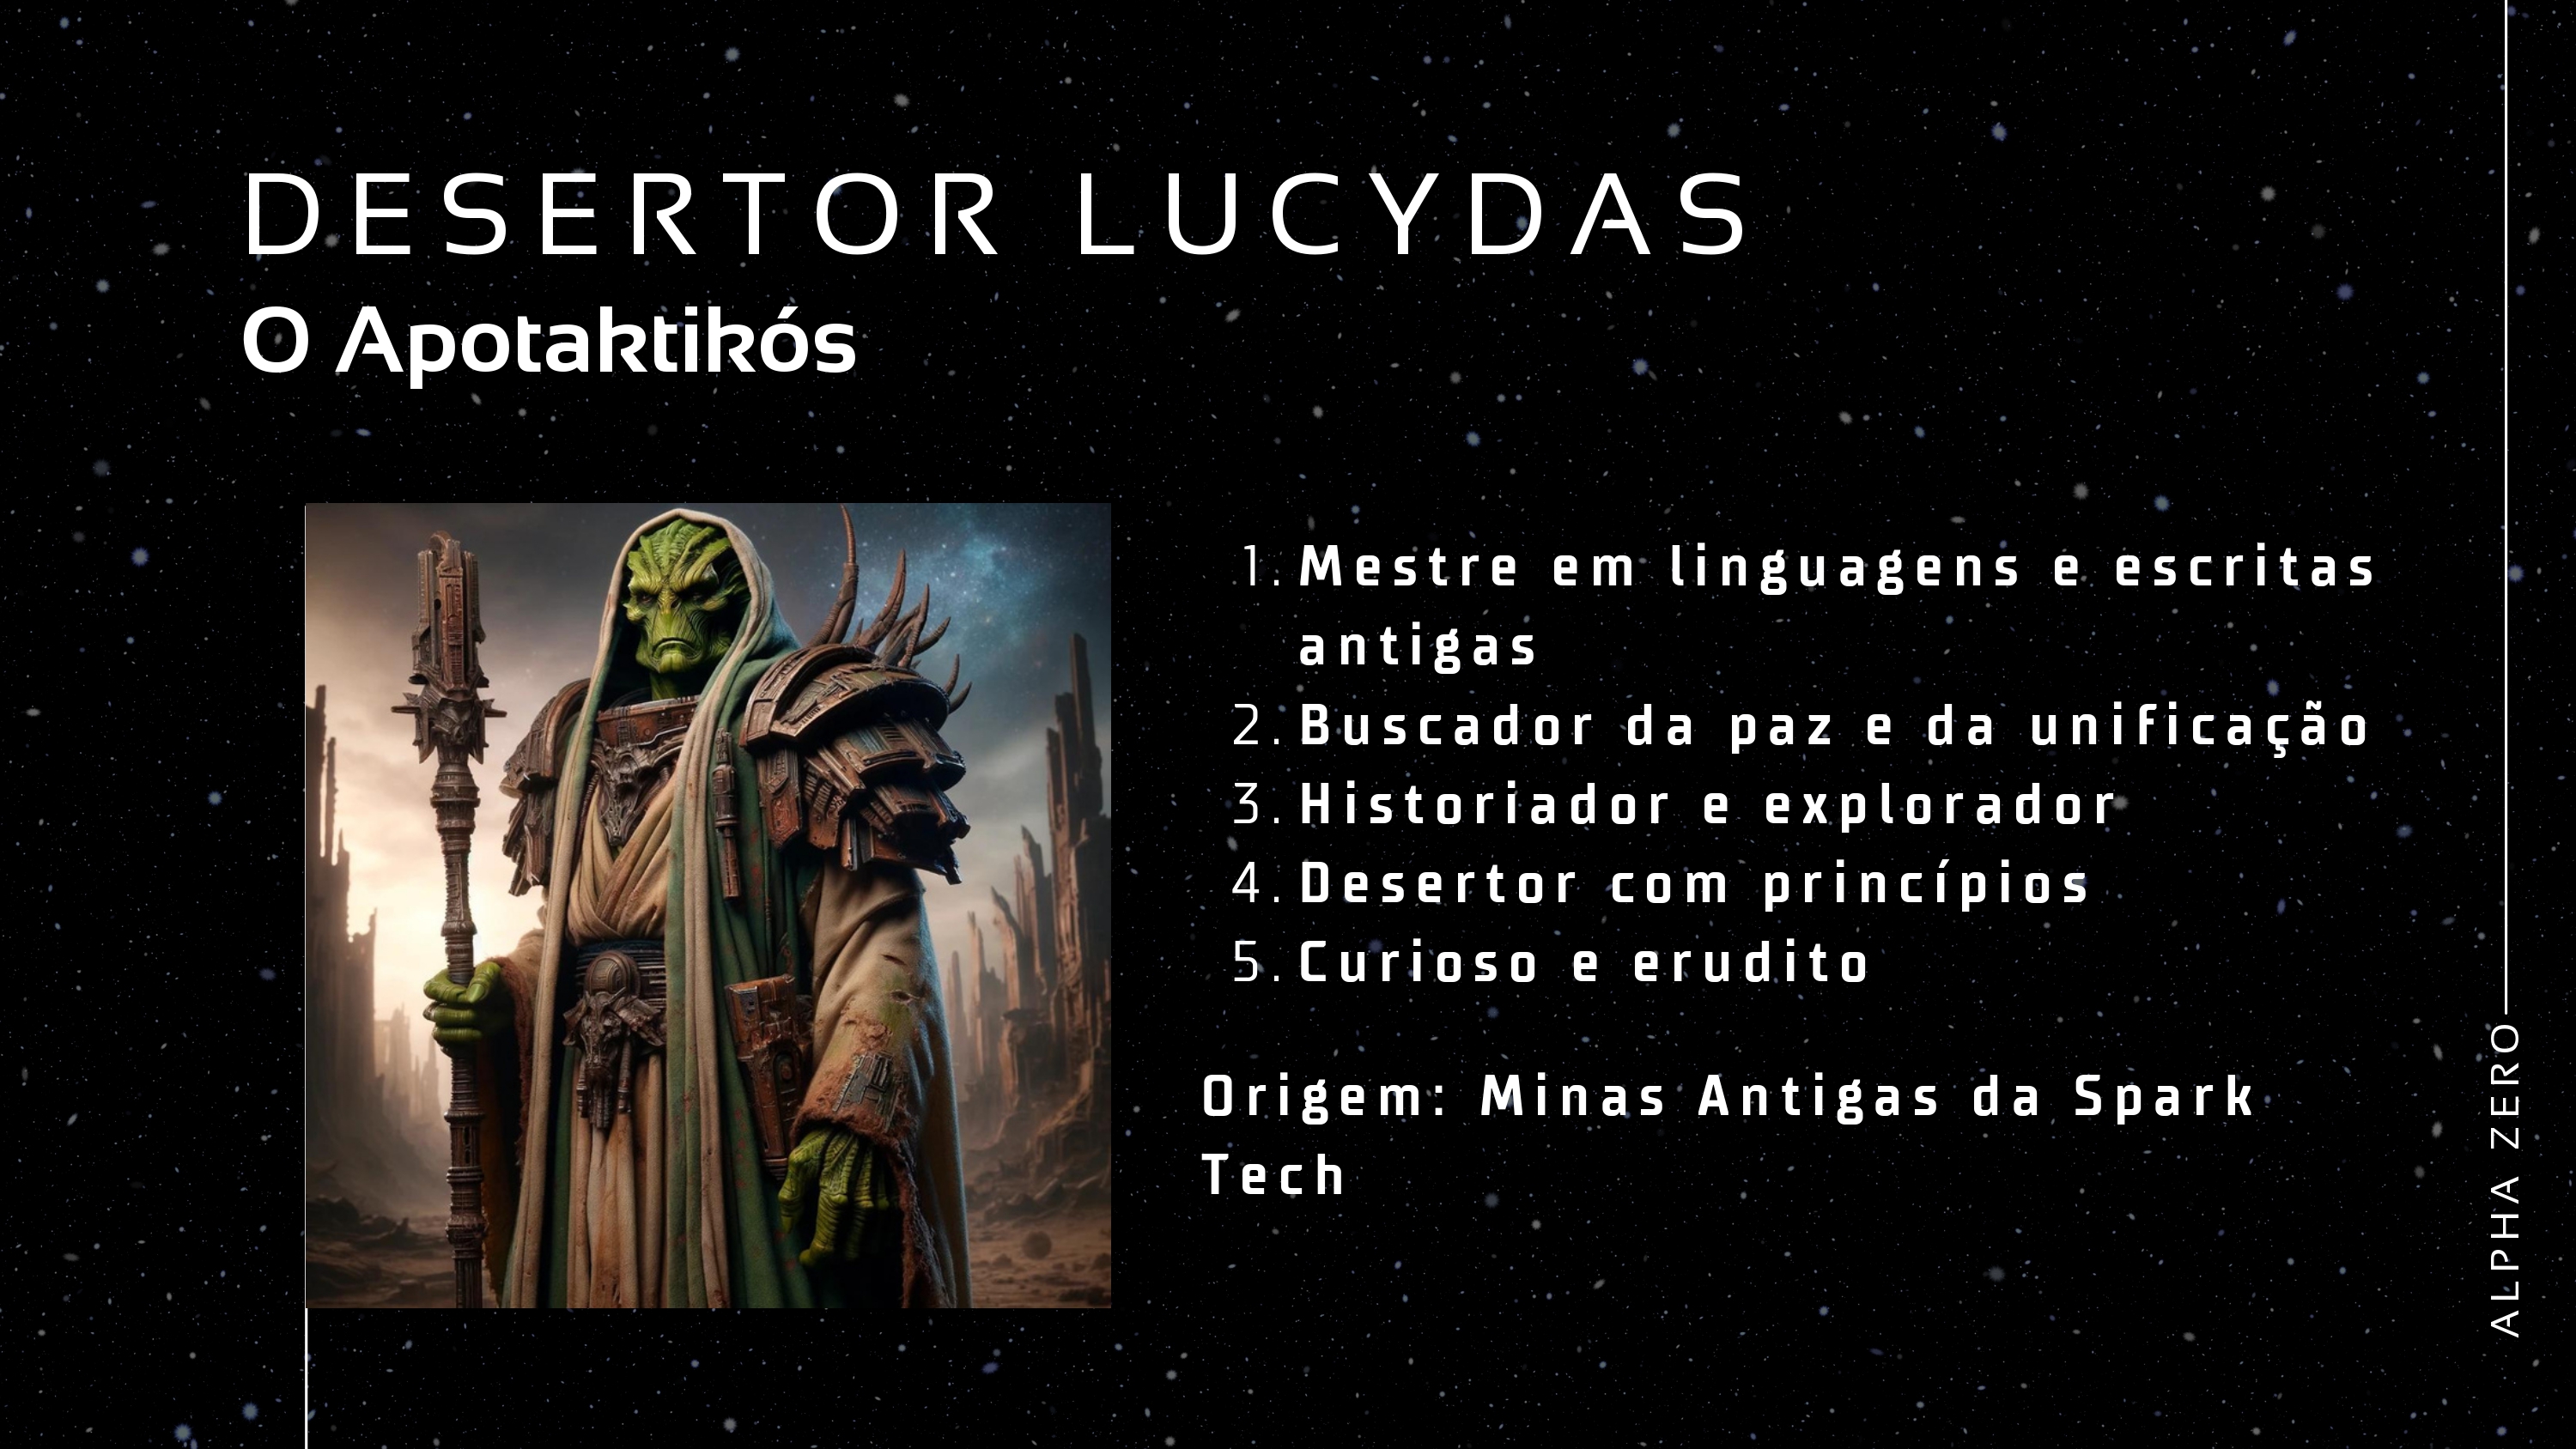 DESERTOR LUCYDAS
O Apotaktikós
1. Mestre em linguagens e escritas
antigas
2. Buscador da paz e da unificação
3. Historiador e explorador
4. Desertor com princípios
5. Curioso e erudito
Origem: Minas Antigas da Spark
Tech
ALPHA ZERO